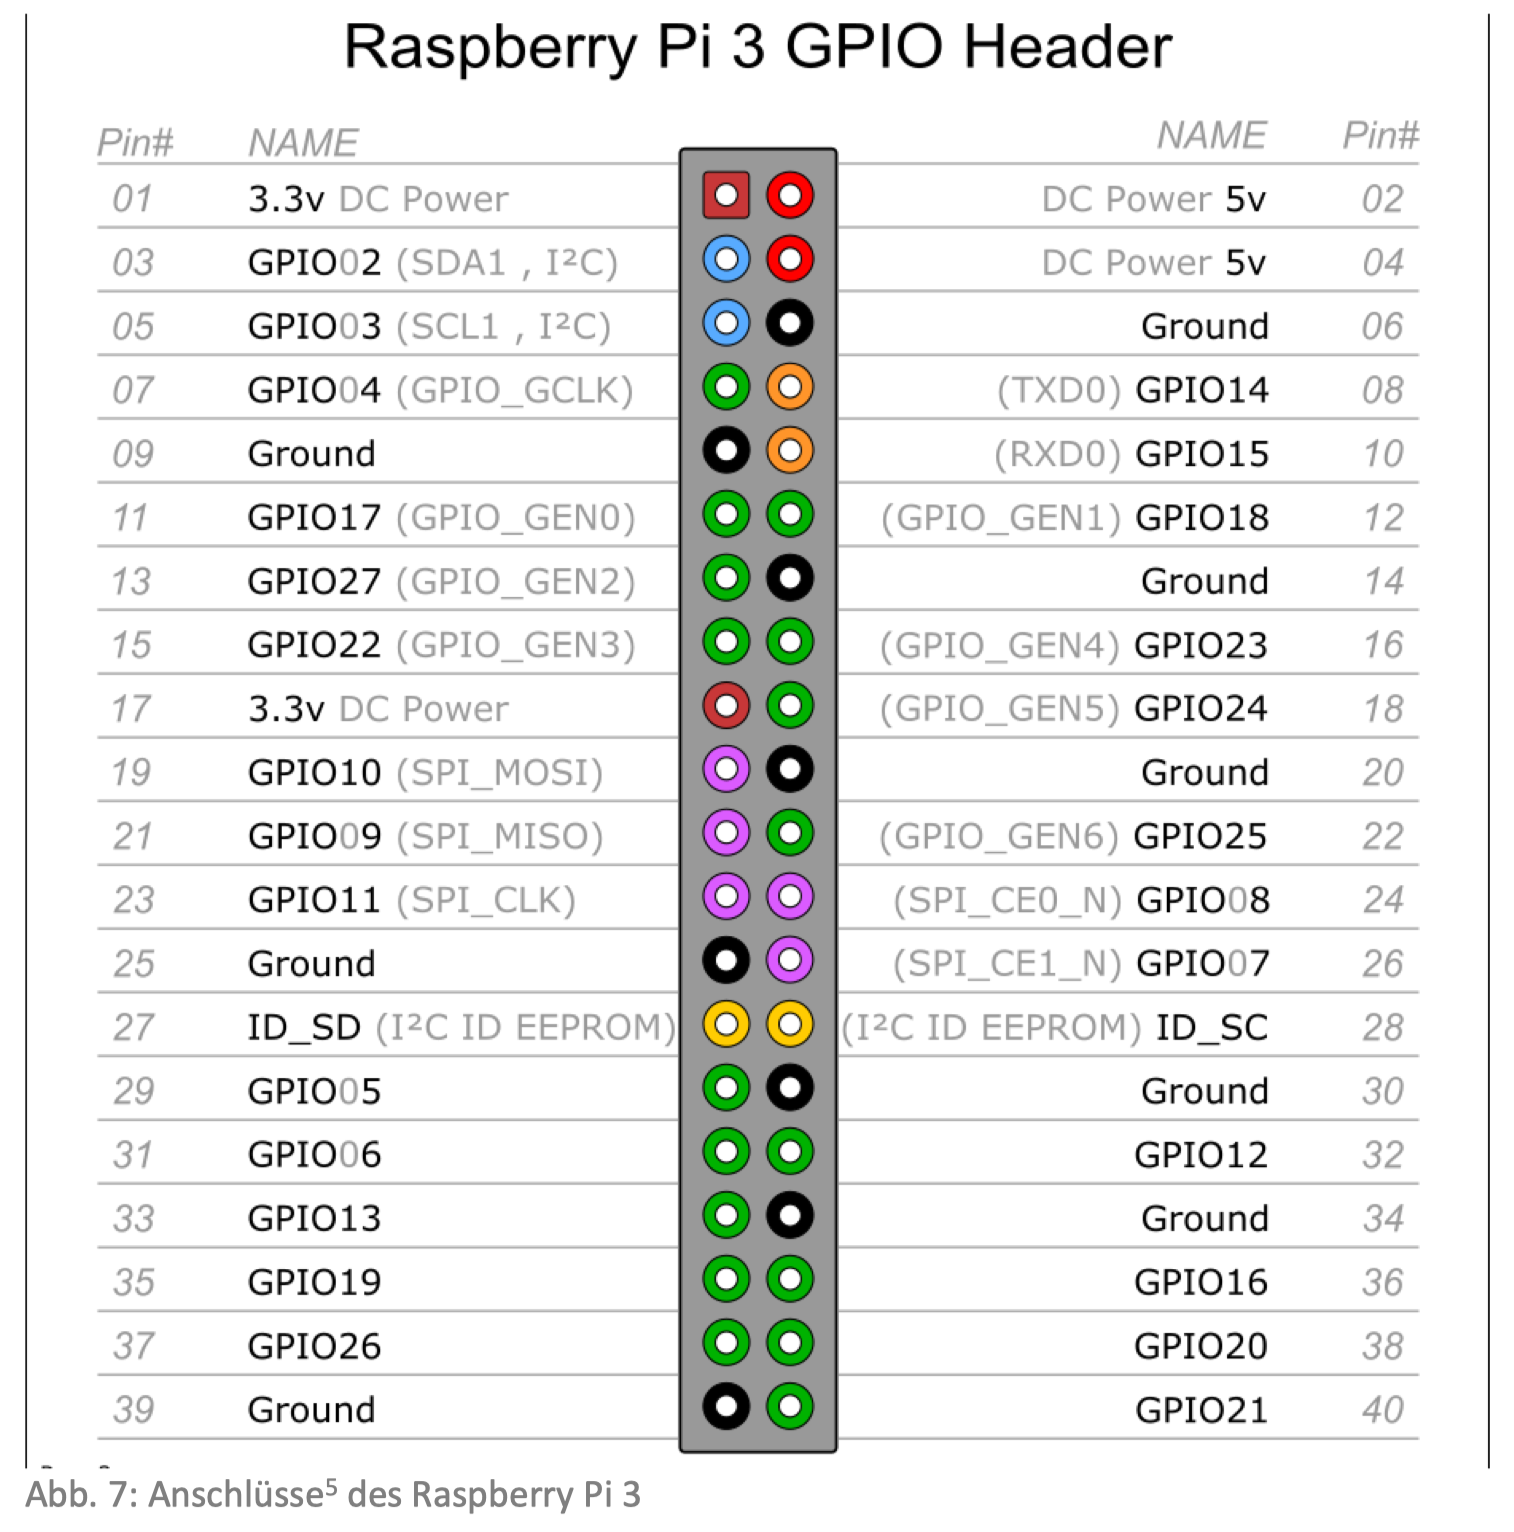 Raspberry Pi 3 GPIO Header
Pin# NAME NAME Pin#
01 3.3v DC Power DC Power 5v 02
03 GPIO02 (SDA1 , I²C) DC Power 5v 04
05 GPIO03 (SCL1 , I²C) Ground 06
07 GPIO04 (GPIO_GCLK) (TXD0) GPIO14 08
09 Ground (RXD0) GPIO15 10
11 GPIO17 (GPIO_GEN0) (GPIO_GEN1) GPIO18 12
13 GPIO27 (GPIO_GEN2) Ground 14
15 GPIO22 (GPIO_GEN3) (GPIO_GEN4) GPIO23 16
17 3.3v DC Power (GPIO_GEN5) GPIO24 18
19 GPIO10 (SPI_MOSI) Ground 20
21 GPIO09 (SPI_MISO) (GPIO_GEN6) GPIO25 22
23 GPIO11 (SPI_CLK) (SPI_CE0_N) GPIO08 24
25 Ground (SPI_CE1_N) GPIO07 26
27 ID_SD (I²C ID EEPROM) (I²C ID EEPROM) ID_SC 28
29 GPIO05 Ground 30
31 GPIO06 GPIO12 32
33 GPIO13 Ground 34
35 GPIO19 GPIO16 36
37 GPIO26 GPIO20 38
39 Ground GPIO21 40
Abb. 7: Anschlüsse⁵ des Raspberry Pi 3